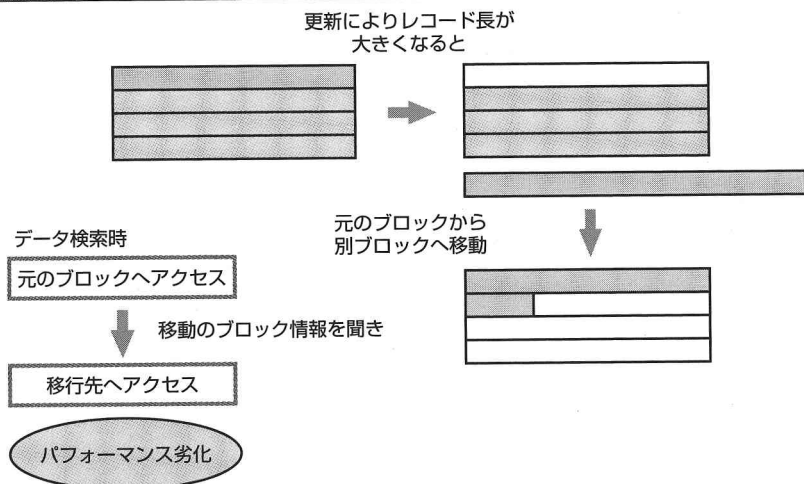 更新によりレコード長が
大きくなると
元のブロックから
別ブロックへ移動
データ検索時
元のブロックへアクセス
移動のブロック情報を聞き
移行先へアクセス
パフォーマンス劣化